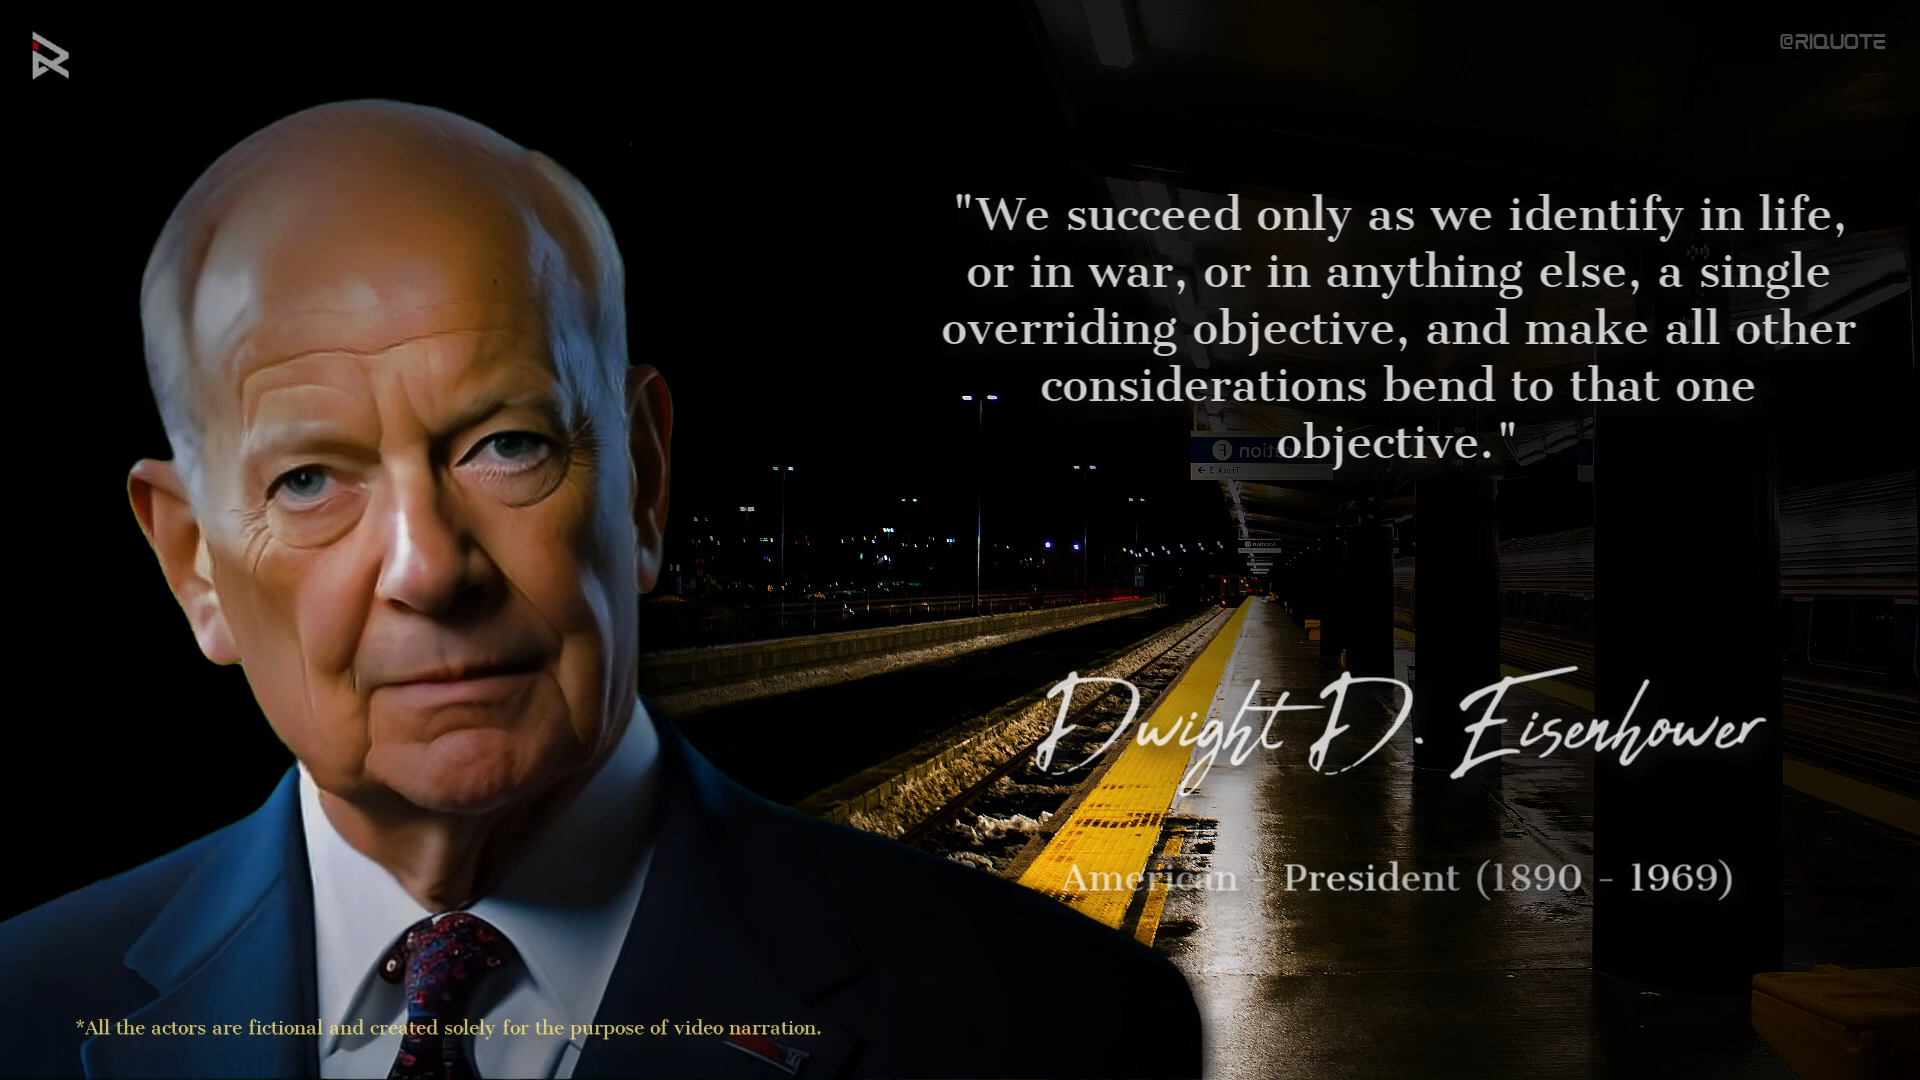 @RIQUOTE
"We succeed only as we identify in life,
or in war, or in anything else, a single
overriding objective, and make all other
considerations bend to that one
objective."
Dwight D. Eisenhower
American - President (1890 - 1969)
*All the actors are fictional and created solely for the purpose of video narration.